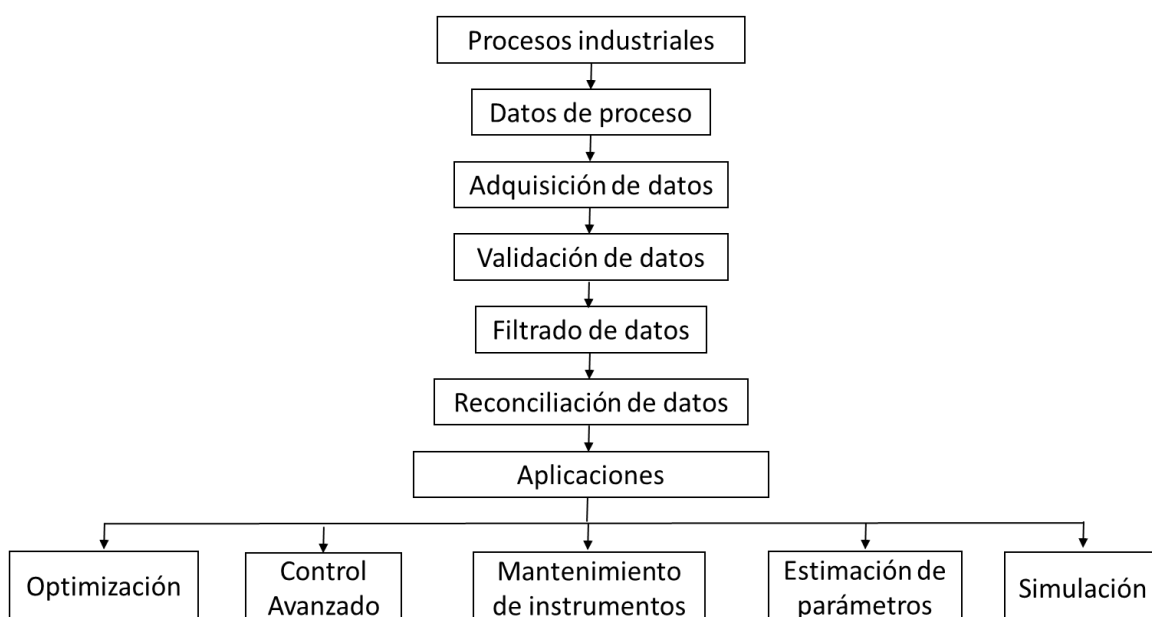 Procesos industriales
Datos de proceso
Adquisición de datos
Validación de datos
Filtrado de datos
Reconciliación de datos
Aplicaciones
Optimización
Control
Avanzado
Mantenimiento
de instrumentos
Estimación de
parámetros
Simulación